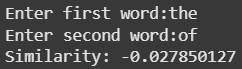 Enter first word:the
Enter second word:of
Similarity: -0.027850127